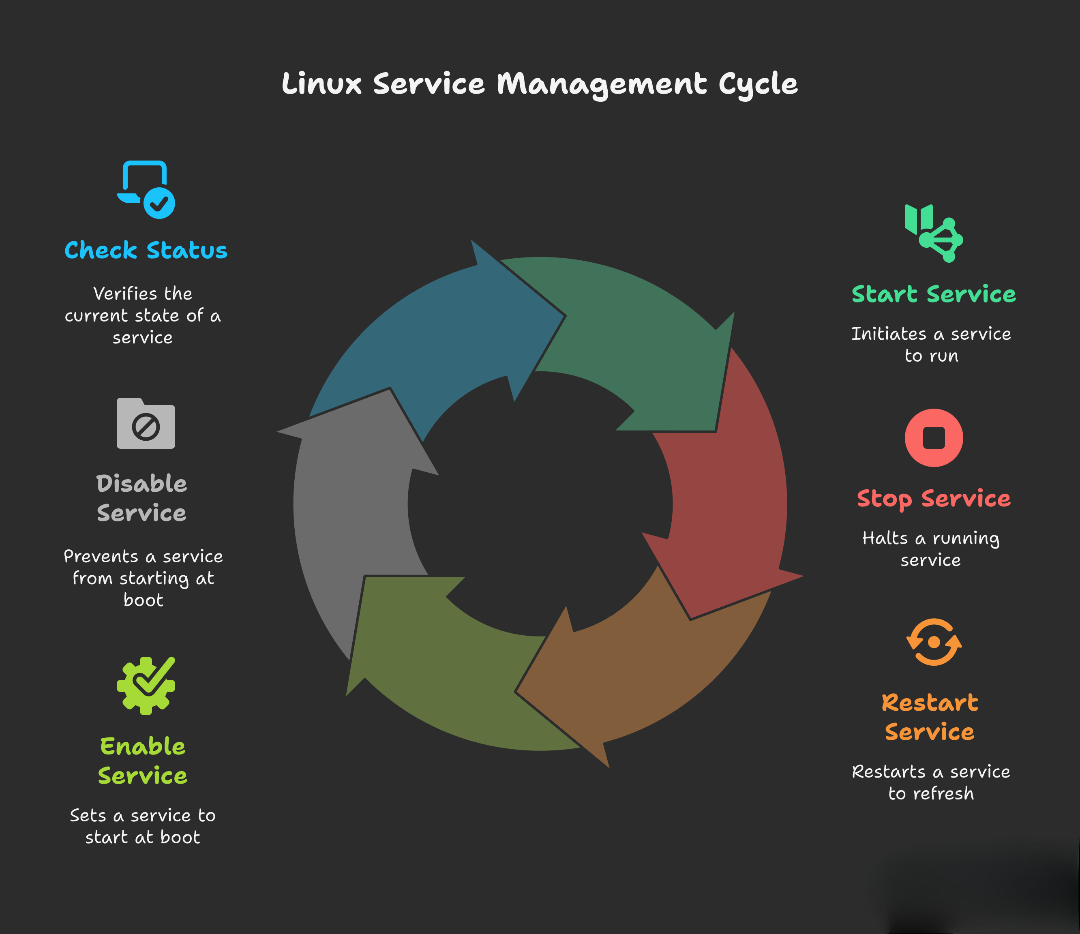 Linux Service Management Cycle
Check Status
Verifies the
current state of a
service
Disable
Service
Prevents a service
from starting at
boot
Enable
Service
Sets a service to
start at boot
Start Service
Initiates a service
to run
Stop Service
Halts a running
service
Restart
Service
Restarts a service
to refresh